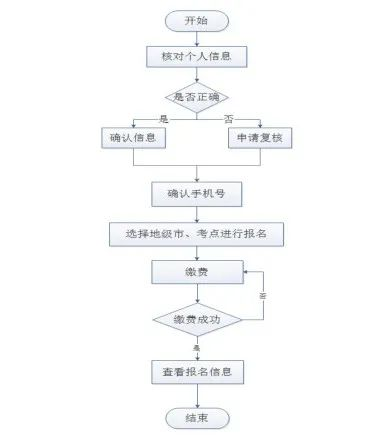 开始
核对个人信息
是否正确
是
否
确认信息
申请复核
确认手机号
选择地级市、考点进行报名
缴费
否
缴费成功
是
查看报名信息
结束